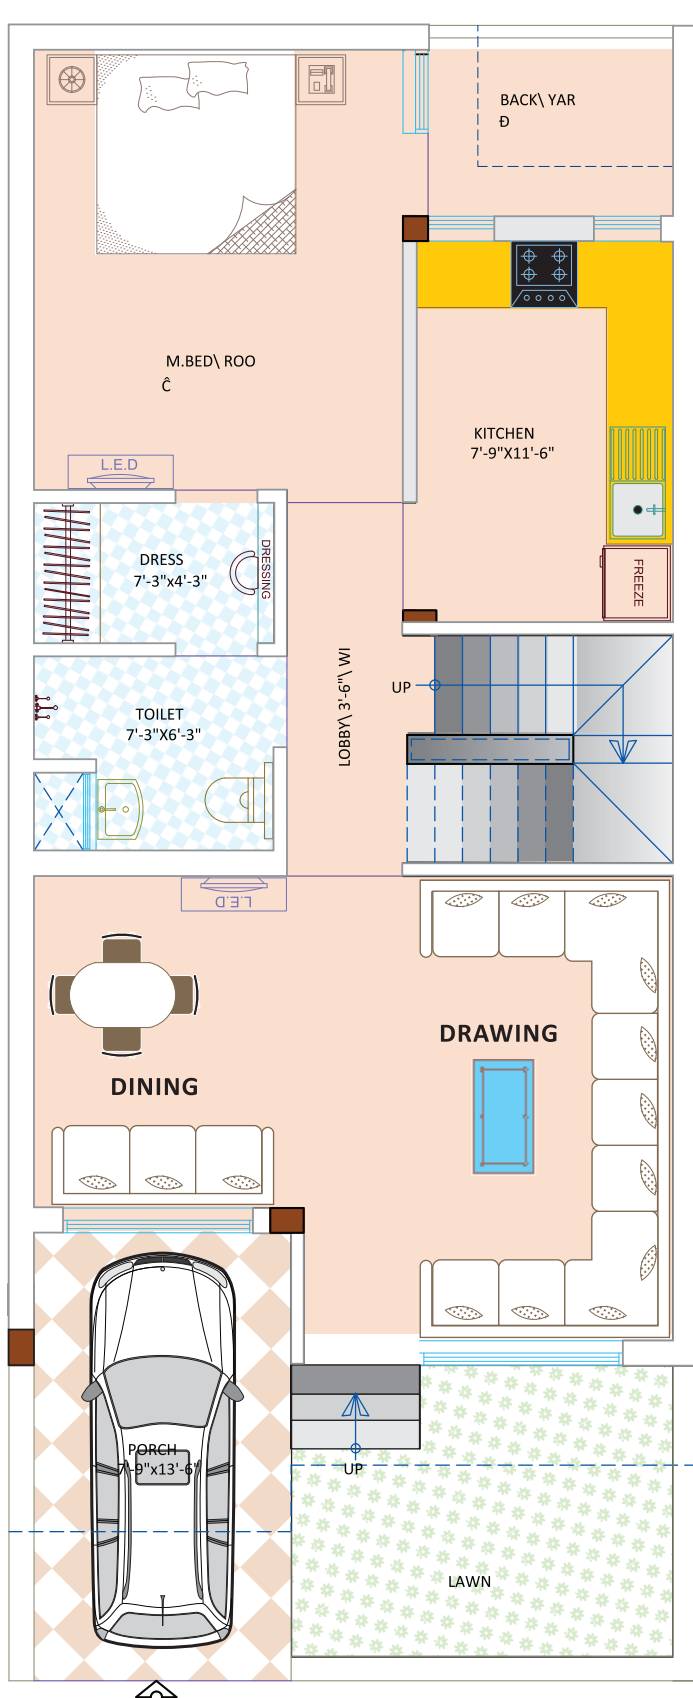 BACK\ YAR
Đ
M.BED\ ROO
Ĉ
KITCHEN
7'-9"X11'-6"
L.E.D
DRESS
7'-3"x4'-3"
DRESSING
FREEZE
UP
LOBBY\ 3'-6"\ WI
TOILET
7'-3"X6'-3"
L.E.D
DRAWING
DINING
PORCH
7'-9"x13'-6"
UP
LAWN